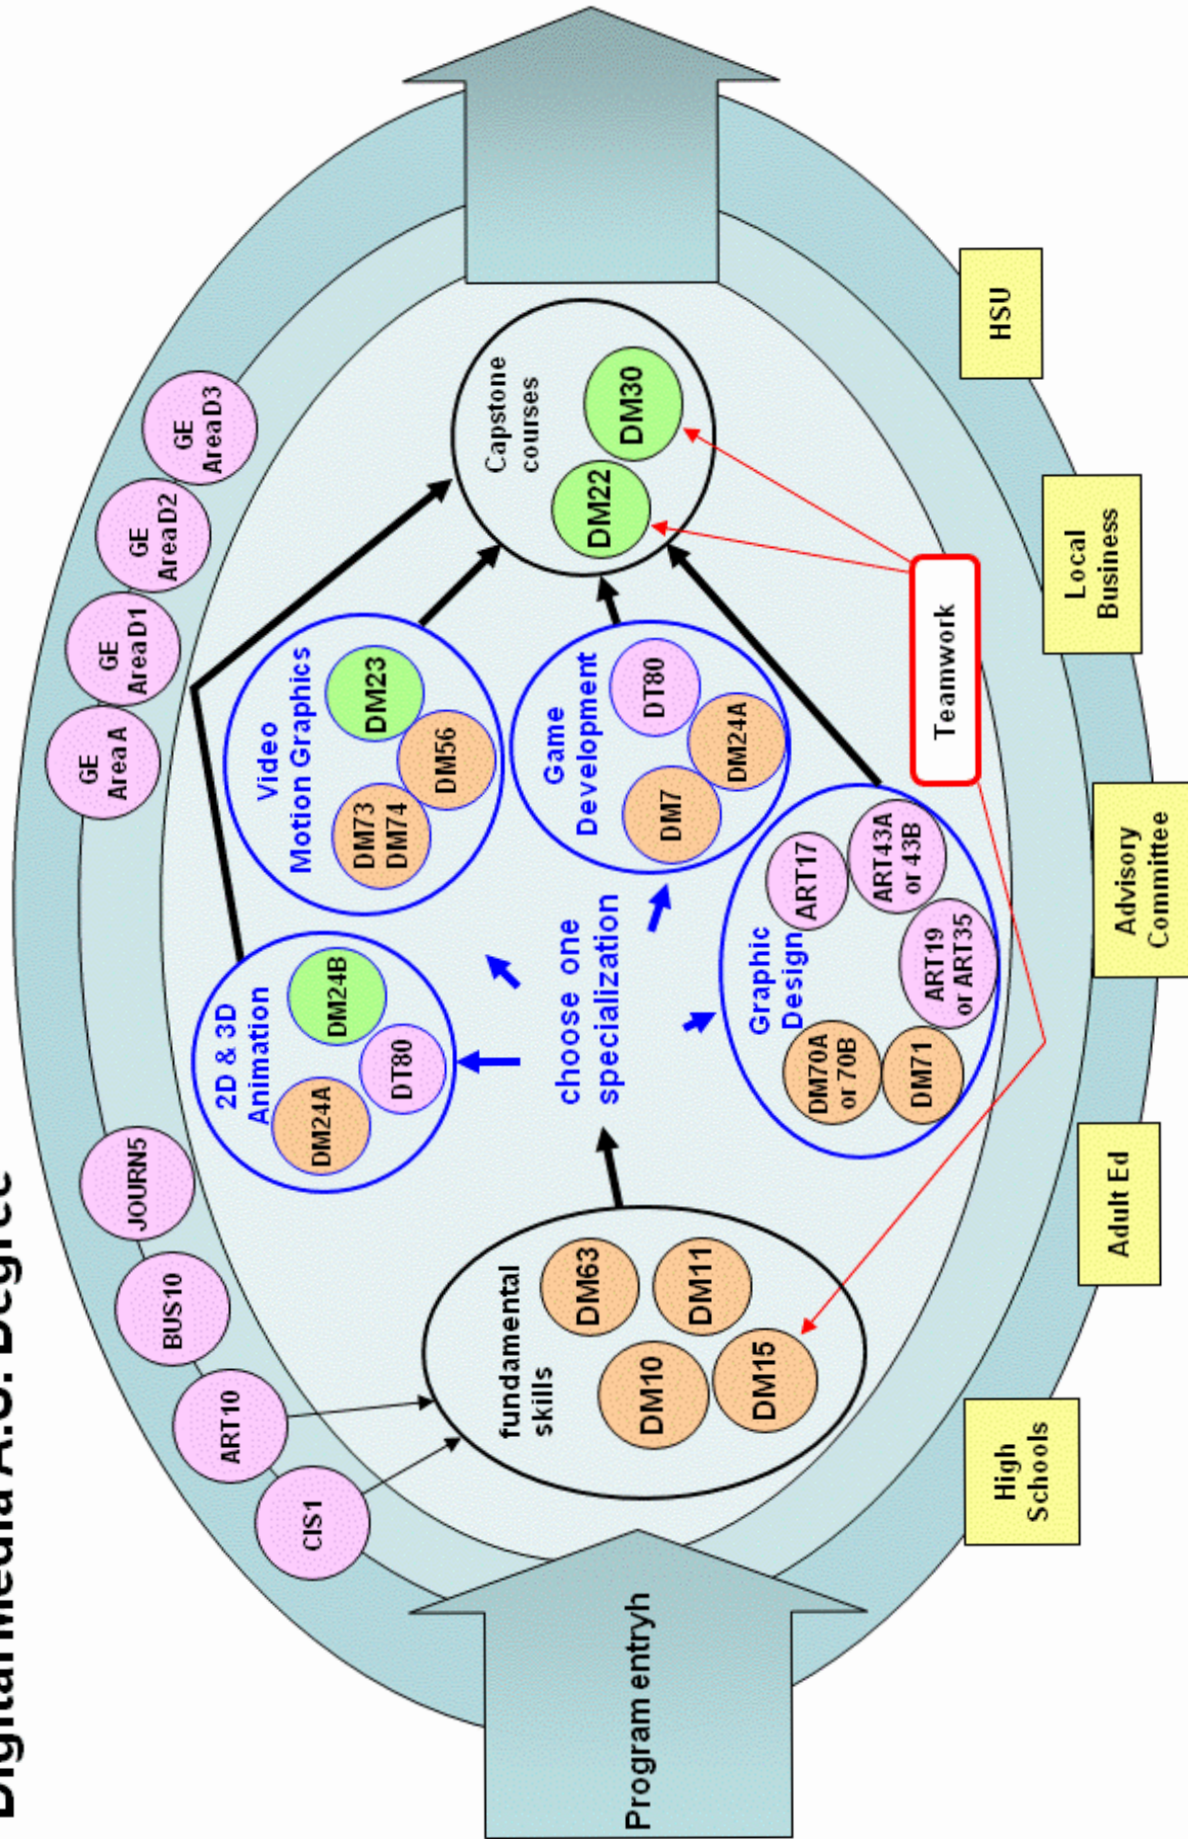 Digital Media A.S. Degree
CIS1
ART10
BUS10
JOURN5
GE
Area A
GE
Area D1
GE
Area D2
GE
Area D3
Program entryh
fundamental
skills
DM63
DM10
DM11
DM15
choose one
specialization
2D & 3D
Animation
DM24A
DM24B
DT80
Video
Motion Graphics
DM73
DM74
DM23
DM56
Game
Development
DM7
DT80
DM24A
Graphic
Design
DM70A
or 70B
DM71
ART17
ART43A
or 43B
ART19
or ART35
Capstone
courses
DM22
DM30
Teamwork
High
Schools
Adult Ed
Advisory
Committee
Local
Business
HSU